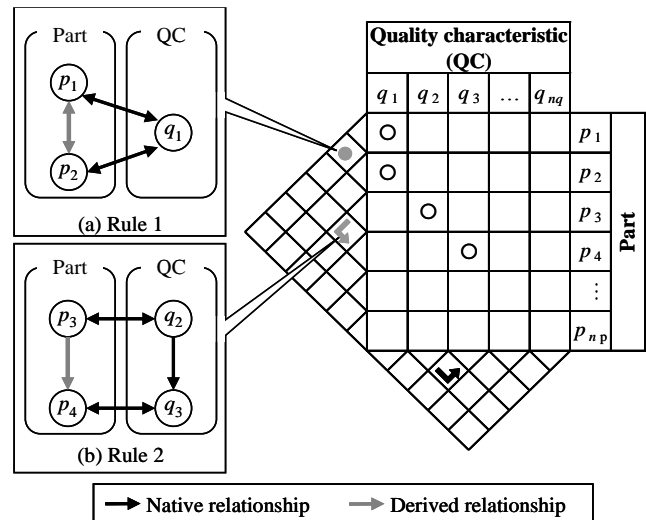 Part QC
p1
q1
p2
(a) Rule 1
Part QC
p3 q2
p4 q3
(b) Rule 2
Quality characteristic
(QC)
q1 q2 q3 … qnq
p1
p2
p3
p4
⋮
pnp
Part
Native relationship Derived relationship